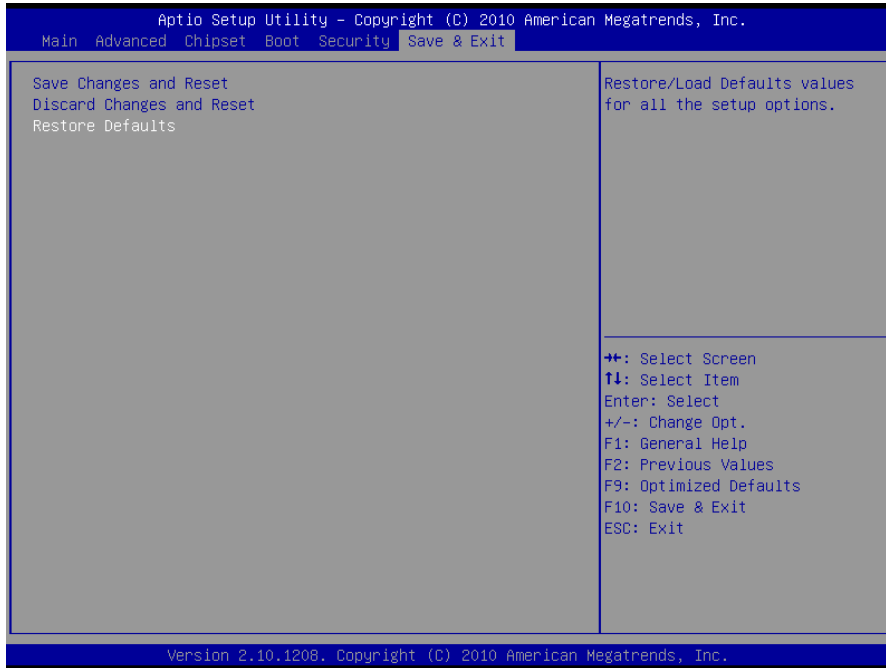 Aptio Setup Utility – Copyright (C) 2010 American Megatrends, Inc.
Main Advanced Chipset Boot Security Save & Exit
Save Changes and Reset
Discard Changes and Reset
Restore Defaults
Restore/Load Defaults values
for all the setup options.
→←: Select Screen
↑↓: Select Item
Enter: Select
+/-: Change Opt.
F1: General Help
F2: Previous Values
F9: Optimized Defaults
F10: Save & Exit
ESC: Exit
Version 2.10.1208. Copyright (C) 2010 American Megatrends, Inc.